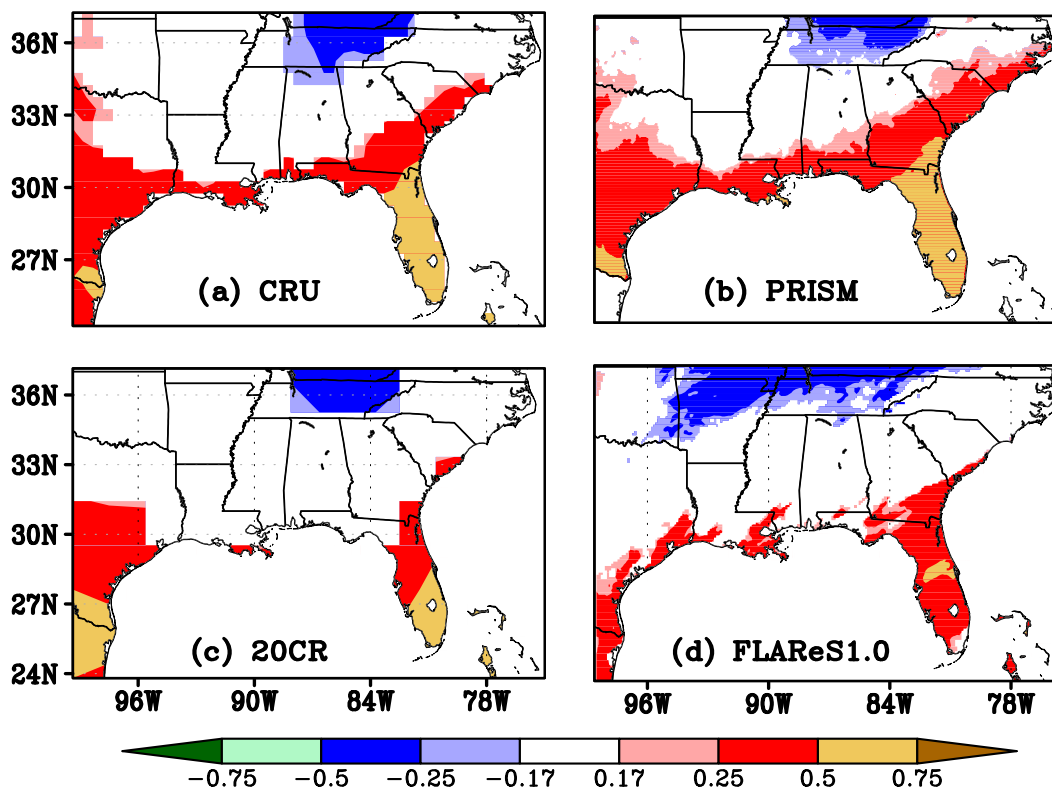 36N
33N
30N
27N
(a) CRU
(b) PRISM
36N
33N
30N
27N
24N
(c) 20CR
(d) FLAReS1.0
96W 90W 84W 78W
96W 90W 84W 78W
−0.75 −0.5 −0.25 −0.17 0.17 0.25 0.5 0.75